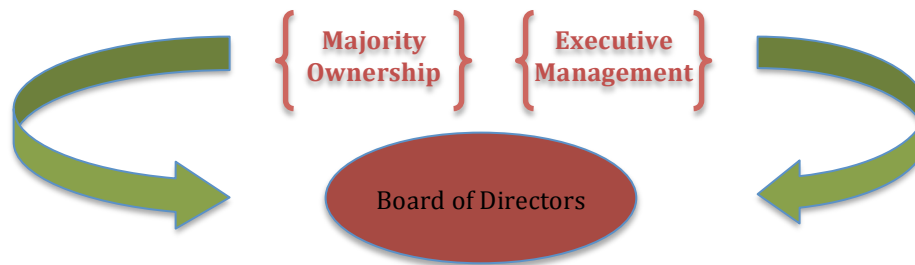 Majority
Ownership
Executive
Management
Board of Directors